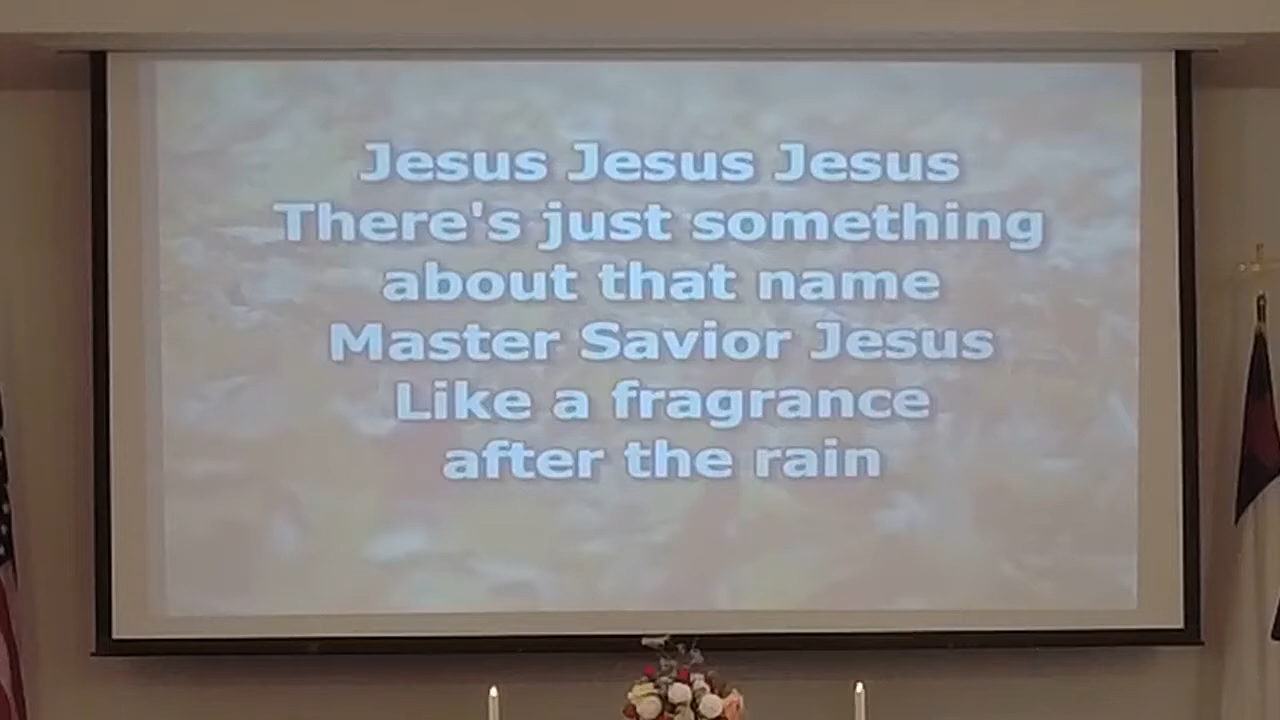 Jesus Jesus Jesus
There's just something
about that name
Master Savior Jesus
Like a fragrance
after the rain